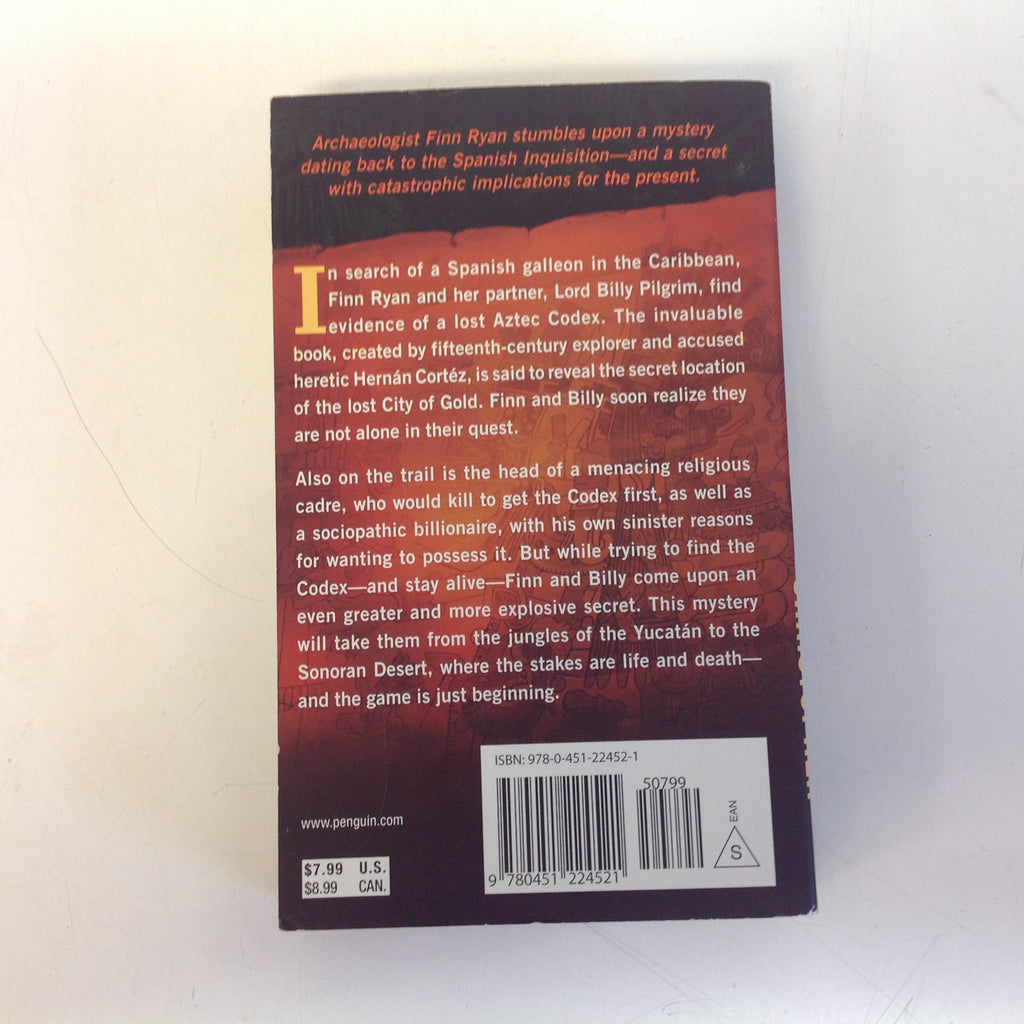 Archaeologist Finn Ryan stumbles upon a mystery
dating back to the Spanish Inquisition—and a secret
with catastrophic implications for the present.
In search of a Spanish galleon in the Caribbean,
Finn Ryan and her partner, Lord Billy Pilgrim, find
evidence of a lost Aztec Codex. The invaluable
book, created by fifteenth-century explorer and accused
heretic Hernán Cortéz, is said to reveal the secret location
of the lost City of Gold. Finn and Billy soon realize they
are not alone in their quest.
Also on the trail is the head of a menacing religious
cadre, who would kill to get the Codex first, as well as
a sociopathic billionaire, with his own sinister reasons
for wanting to possess it. But while trying to find the
Codex—and stay alive—Finn and Billy come upon an
even greater and more explosive secret. This mystery
will take them from the jungles of the Yucatán to the
Sonoran Desert, where the stakes are life and death—
and the game is just beginning.
www.penguin.com
$7.99 U.S.
$8.99 CAN.
ISBN: 978-0-451-22452-1
50799
9 780451 224521
EAN
S